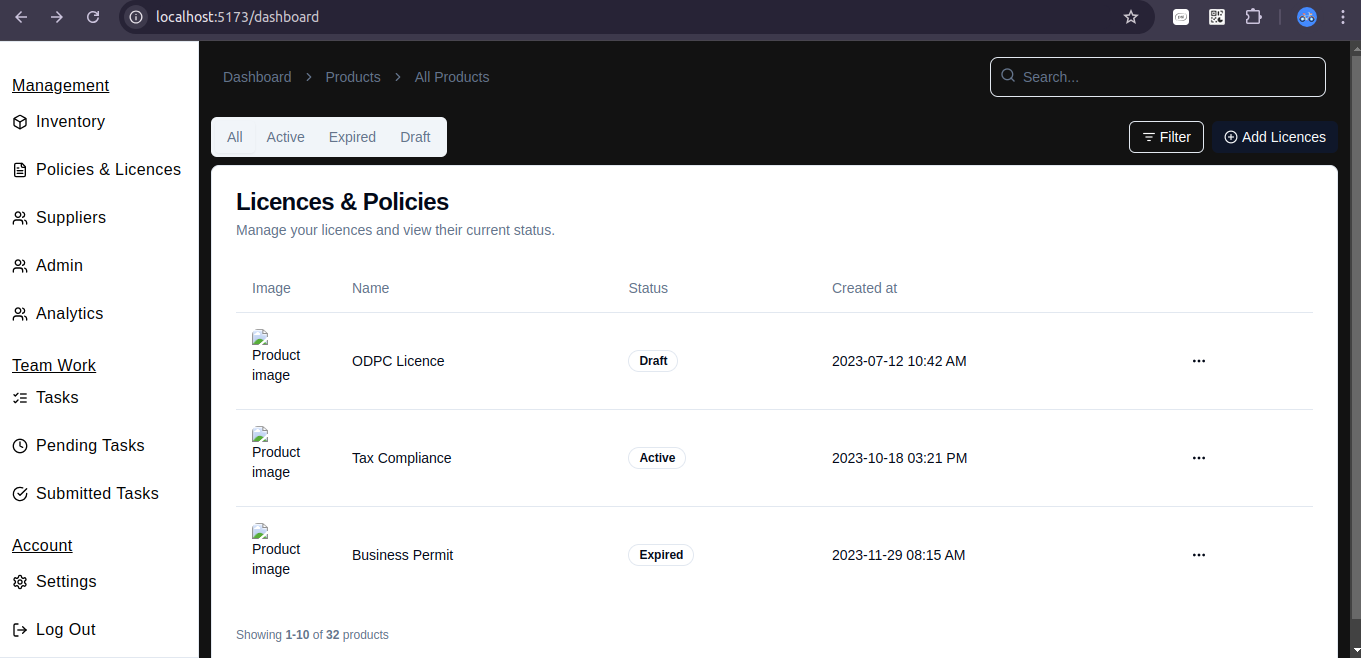 localhost:5173/dashboard
Management
Inventory
Policies & Licences
Suppliers
Admin
Analytics
Team Work
Tasks
Pending Tasks
Submitted Tasks
Account
Settings
Log Out
Dashboard > Products > All Products
Search...
All Active Expired Draft
Filter
Add Licences
Licences & Policies
Manage your licences and view their current status.
Image Name Status Created at
Product
image
ODPC Licence Draft 2023-07-12 10:42 AM
Product
image
Tax Compliance Active 2023-10-18 03:21 PM
Product
image
Business Permit Expired 2023-11-29 08:15 AM
Showing 1-10 of 32 products